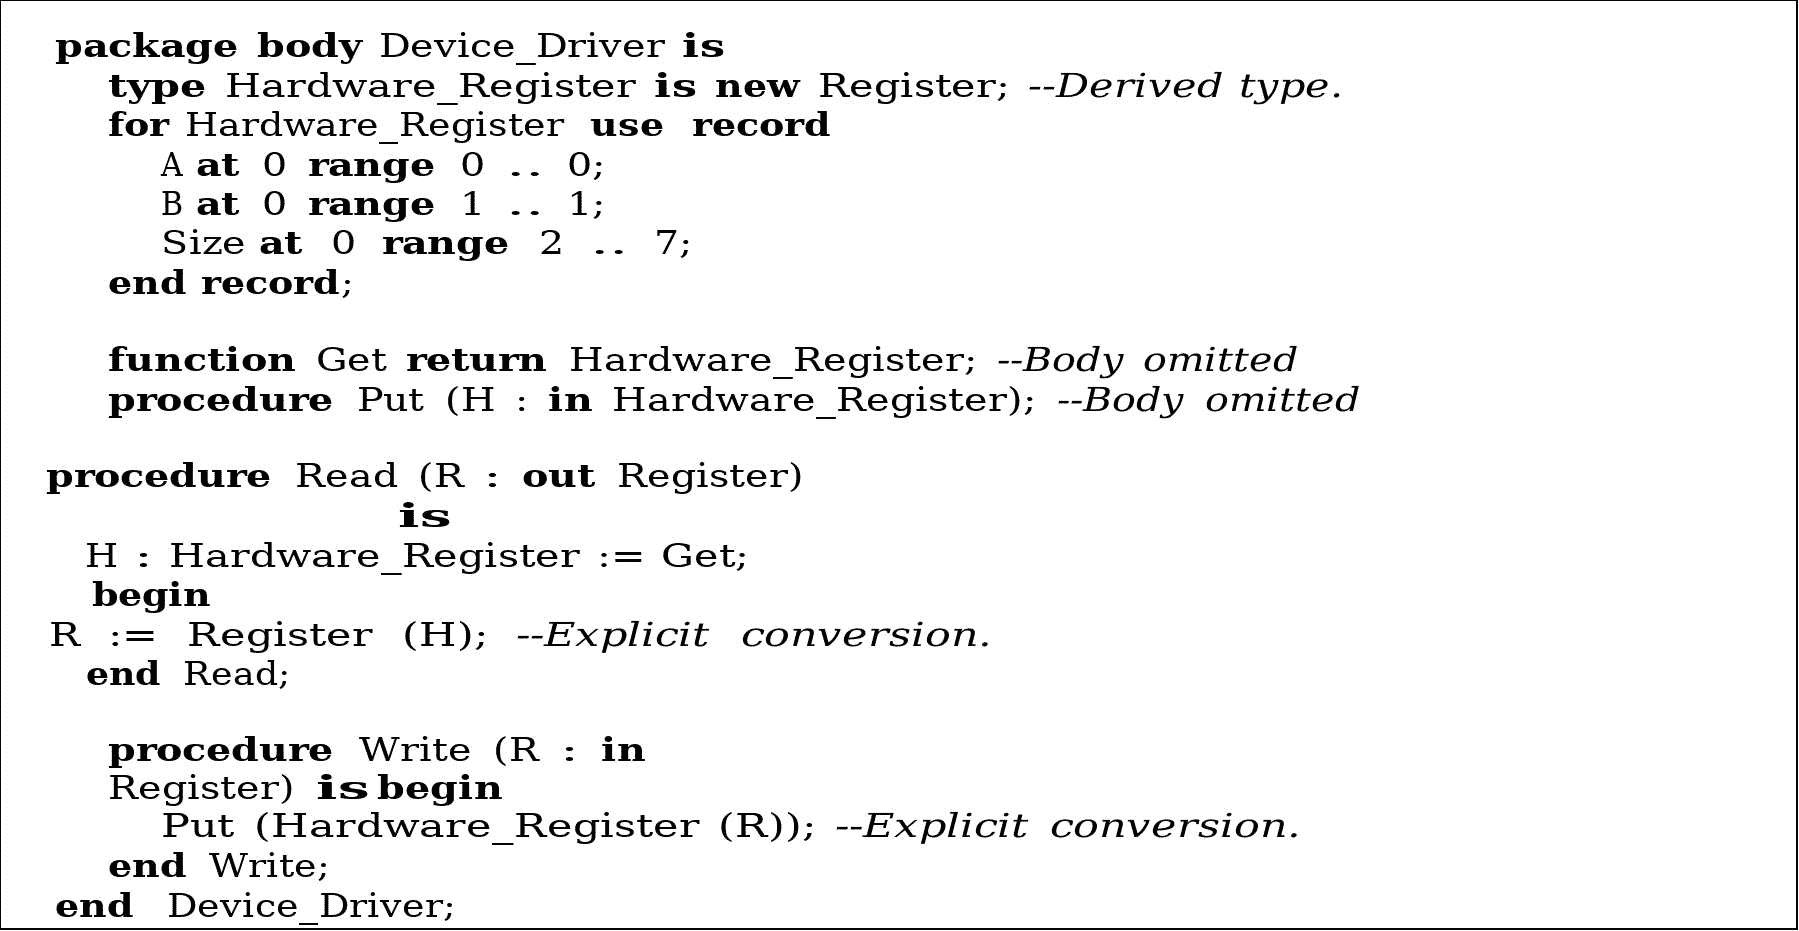 package body Device_Driver is
type Hardware_Register is new Register; --Derived type.
for Hardware_Register use record
A at 0 range 0 .. 0;
B at 0 range 1 .. 1;
Size at 0 range 2 .. 7;
end record;
function Get return Hardware_Register; --Body omitted
procedure Put (H : in Hardware_Register); --Body omitted
procedure Read (R : out Register)
is
H : Hardware_Register := Get;
begin
R := Register (H); --Explicit conversion.
end Read;
procedure Write (R : in
Register) is begin
Put (Hardware_Register (R)); --Explicit conversion.
end Write;
end Device_Driver;